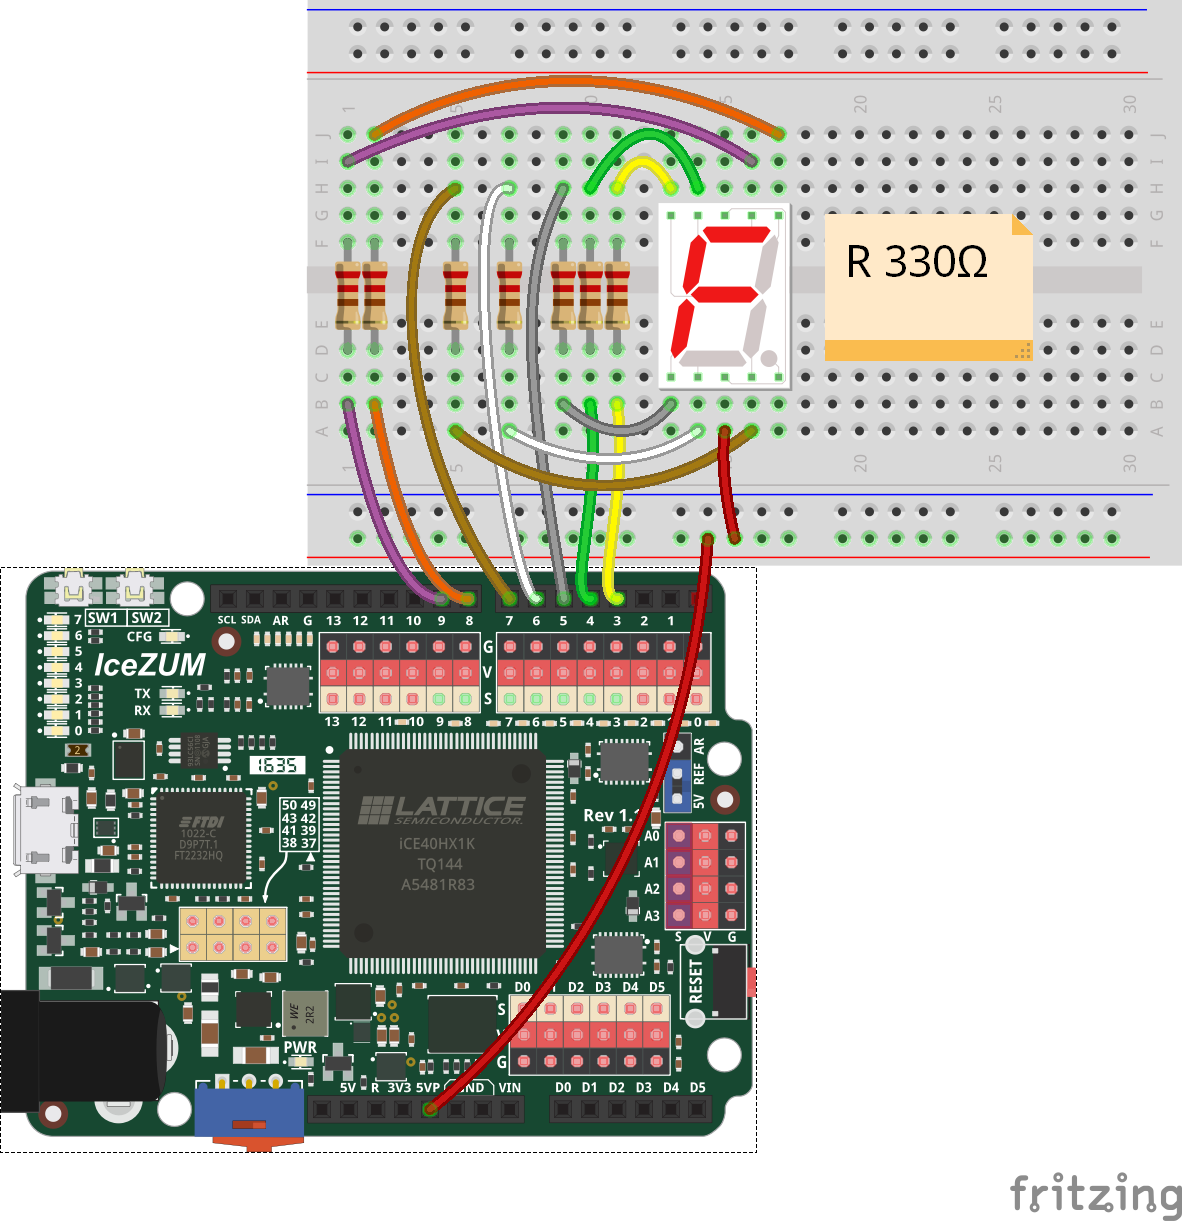 1 5 10 15 20 25 30
J J
I I
H H
G G
F F
R 330Ω
E E
D D
C C
B B
A A
1 5 20 25 30
SW1 SW2
7
6
5
4
3
2
1
0
CFG
IceZUM
TX
RX
SCL SDA AR G 13 12 11 10 9 8 7 6 5 4 3 2 1
G
V
S
13 12 11 10 9 8 7 6 5 4 3 2 1 0
2
93LC56CI
1635
AR
REF
5V
50 49
43 42
41 39
38 37
FTDI
1022-C
D9P7T.1
FT2232HQ
LATTICE
SEMICONDUCTOR.
iCE40HX1K
TQ144
A5481R83
Rev 1.
A0
A1
A2
A3
S V G
RESET
D0 D2 D3 D4 D5
S
G
WE
2R2
PWR
5V R 3V3 5VP GND VIN D0 D1 D2 D3 D4 D5
fritzing